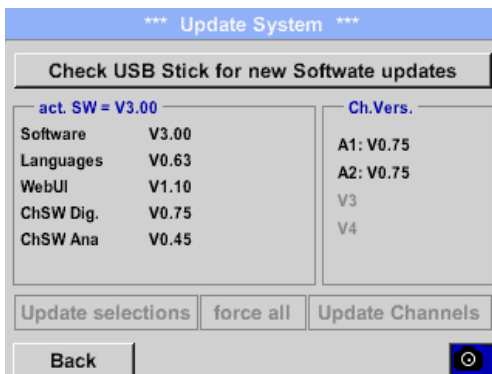 *** Update System ***
Check USB Stick for new Softwate updates
act. SW = V3.00
Software V3.00
Languages V0.63
WebUI V1.10
ChSW Dig. V0.75
ChSW Ana V0.45
Ch.Vers.
A1: V0.75
A2: V0.75
V3
V4
Update selections force all Update Channels
Back